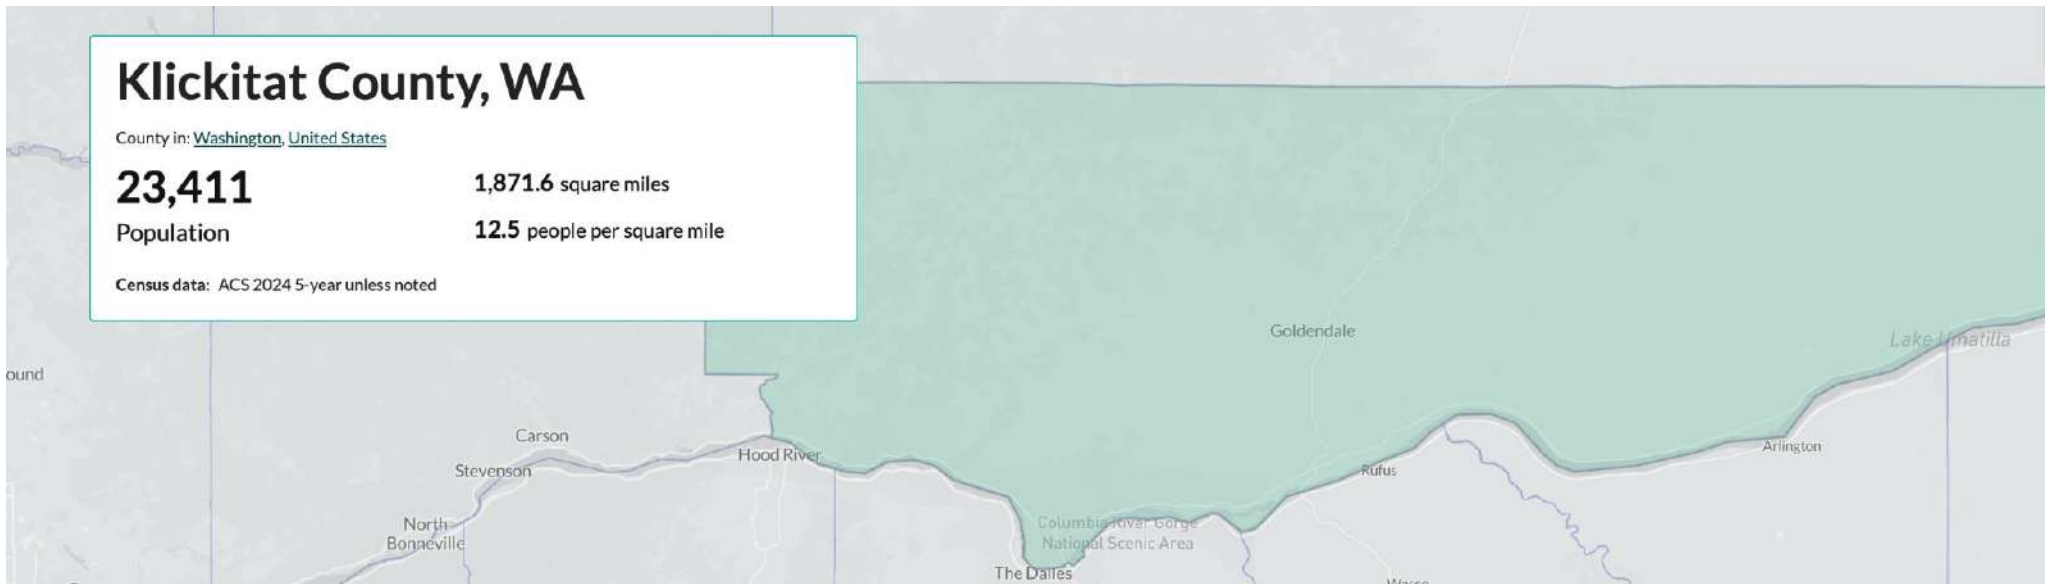 Klickitat County, WA
County in: Washington, United States
23,411
Population
1,871.6 square miles
12.5 people per square mile
Census data: ACS 2024 5-year unless noted
Goldendale
Lake Umatilla
ound
Carson
Hood River
Stevenson
Arlington
Rufus
North
Bonneville
Columbia River Gorge
National Scenic Area
The Dalles